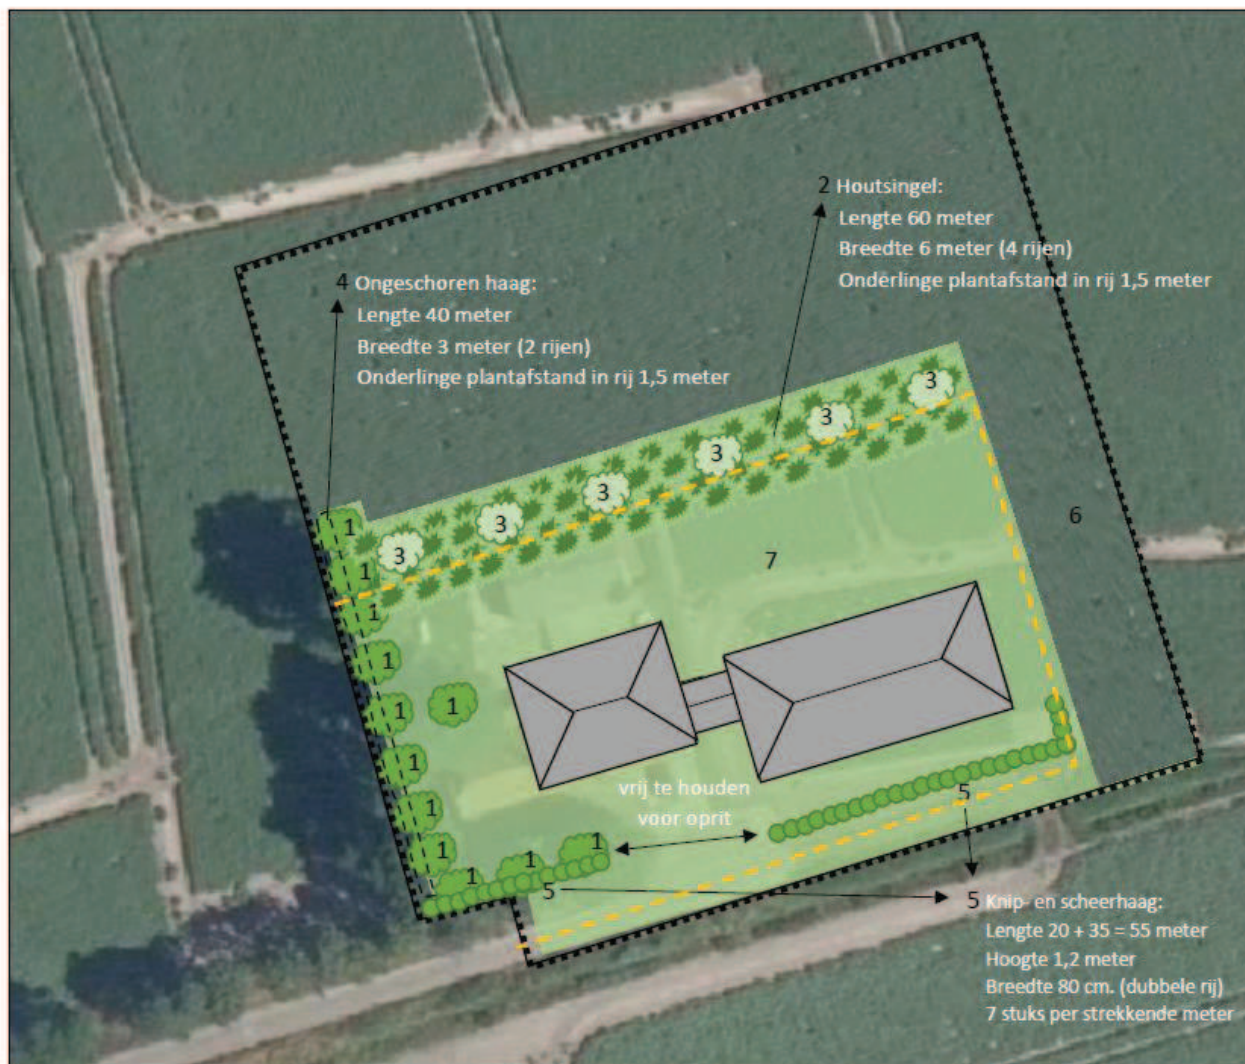 2 Houtsingel:
Lengte 60 meter
Breedte 6 meter (4 rijen)
Onderlinge plantafstand in rij 1,5 meter
4 Ongeschoren haag:
Lengte 40 meter
Breedte 3 meter (2 rijen)
Onderlinge plantafstand in rij 1,5 meter
3
3
3
3
3
3
1
1
1
1
1
1
1
1
1
1
1
1
6
7
vrij te houden
voor oprit
5
5
5 Knip- en scheerhaag:
Lengte 20 + 35 = 55 meter
Hoogte 1,2 meter
Breedte 80 cm. (dubbele rij)
7 stuks per strekkende meter